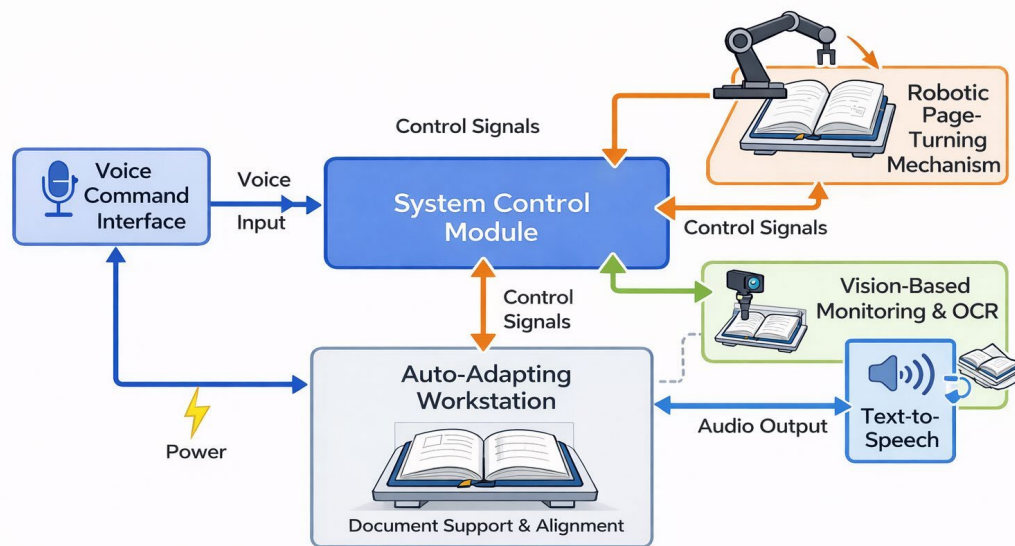 Robotic
Page-
Turning
Mechanism
Control Signals
Voice
Command
Interface
Voice
Input
System Control
Module
Control Signals
Control
Signals
Vision-Based
Monitoring & OCR
Auto-Adapting
Workstation
Audio Output
Text-to-
Speech
Power
Document Support & Alignment